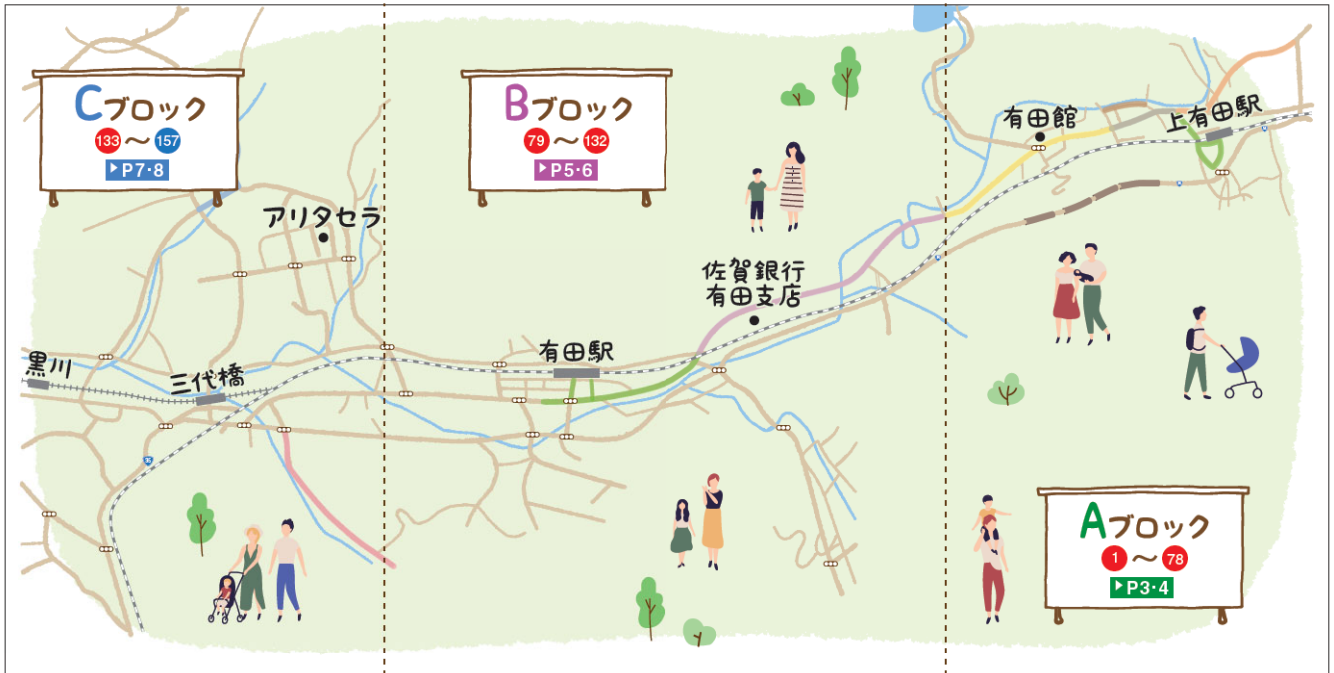 Cブロック
133～157
▶P7・8
Bブロック
79～132
▶P5・6
有田館
上有田駅
アリタセラ
佐賀銀行
有田支店
有田駅
黒川
三代橋
35
Aブロック
1～78
▶P3・4